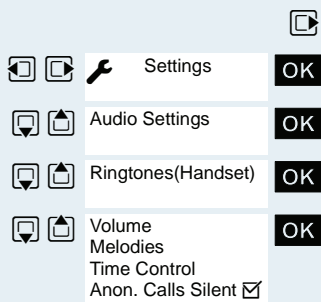 Settings OK
Audio Settings OK
Ringtones(Handset) OK
Volume OK
Melodies
Time Control
Anon. Calls Silent ☑